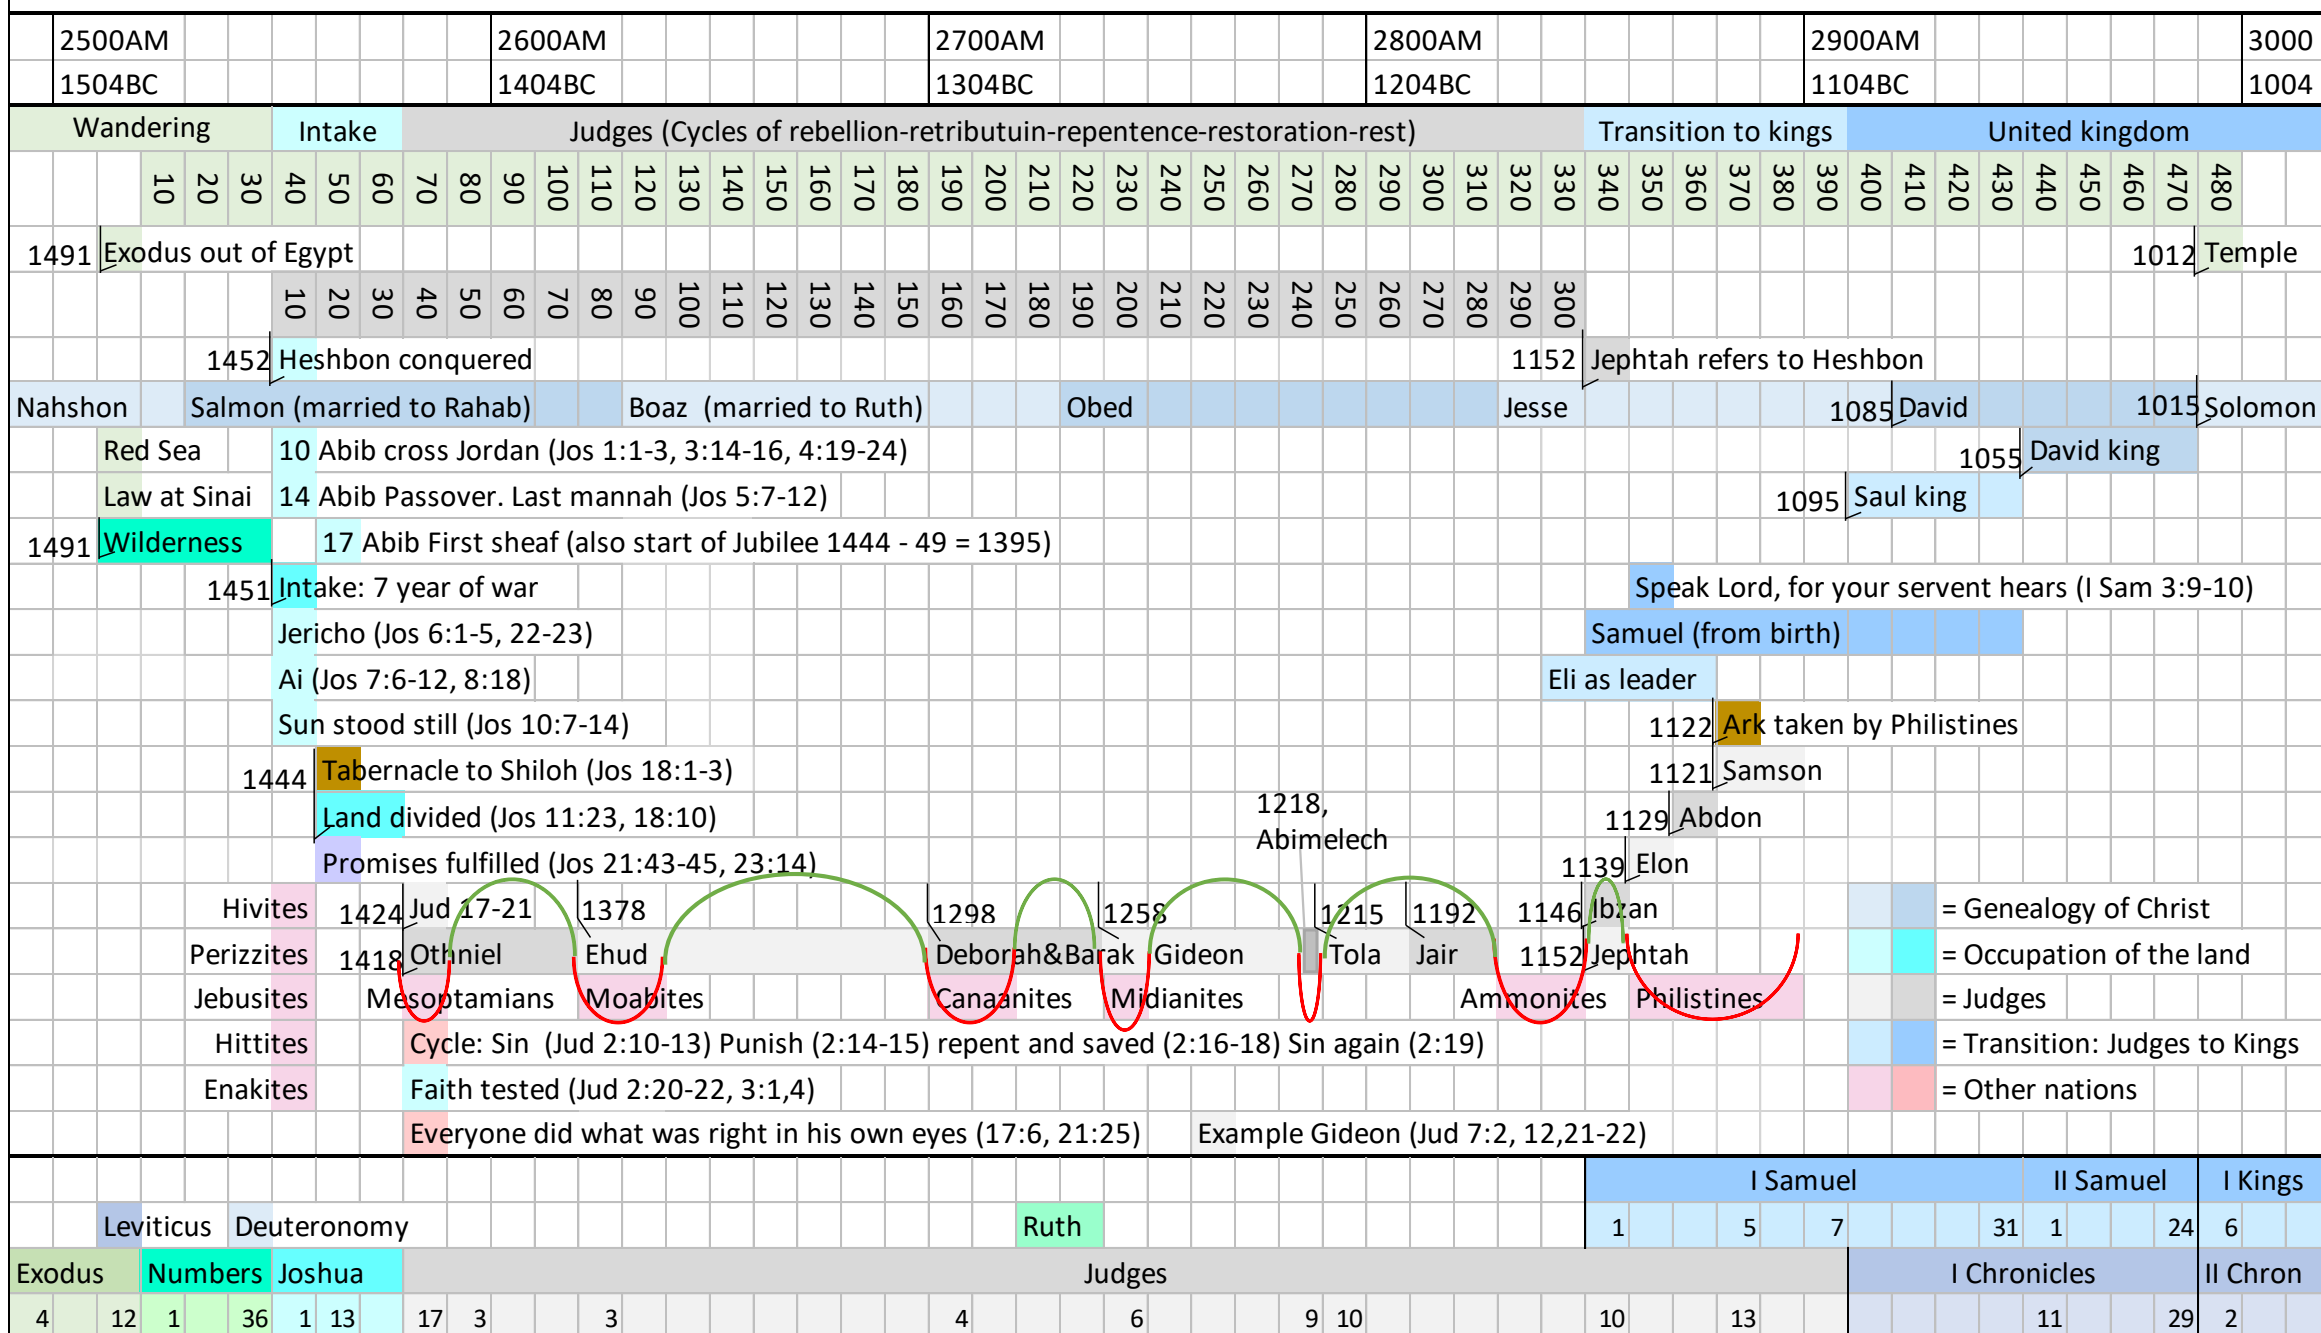 2500AM 2600AM 2700AM 2800AM 2900AM 3000
1504BC 1404BC 1304BC 1204BC 1104BC 1004
Wandering Intake Judges (Cycles of rebellion-retributuin-repentence-restoration-rest) Transition to kings United kingdom
10 20 30 40 50 60 70 80 90 100 110 120 130 140 150 160 170 180 190 200 210 220 230 240 250 260 270 280 290 300 310 320 330 340 350 360 370 380 390 400 410 420 430 440 450 460 470 480
1491 Exodus out of Egypt 1012 Temple
10 20 30 40 50 60 70 80 90 100 110 120 130 140 150 160 170 180 190 200 210 220 230 240 250 260 270 280 290 300
1452 Heshbon conquered 1152 Jephtah refers to Heshbon
Nahshon Salmon (married to Rahab) Boaz (married to Ruth) Obed Jesse 1085 David 1015 Solomon
Red Sea 10 Abib cross Jordan (Jos 1:1-3, 3:14-16, 4:19-24) 1055 David king
Law at Sinai 14 Abib Passover. Last mannah (Jos 5:7-12) 1095 Saul king
1491 Wilderness 17 Abib First sheaf (also start of Jubilee 1444 - 49 = 1395)
1451 Intake: 7 year of war Speak Lord, for your servent hears (I Sam 3:9-10)
Jericho (Jos 6:1-5, 22-23) Samuel (from birth)
Ai (Jos 7:6-12, 8:18) Eli as leader
Sun stood still (Jos 10:7-14) 1122 Ark taken by Philistines
1444 Tabernacle to Shiloh (Jos 18:1-3) 1121 Samson
Land divided (Jos 11:23, 18:10) 1218, Abimelech 1129 Abdon
Promises fulfilled (Jos 21:43-45, 23:14) 1139 Elon
Hivites 1424 Jud 17-21 1378 1298 1258 1215 1192 1146 Ibzan = Genealogy of Christ
Perizzites 1418 Othniel Ehud Deborah&Barak Gideon Tola Jair 1152 Jephtah = Occupation of the land
Jebusites Mesoptamians Moabites Canaanites Midianites Ammonites Philistines = Judges
Hittites Cycle: Sin (Jud 2:10-13) Punish (2:14-15) repent and saved (2:16-18) Sin again (2:19) = Transition: Judges to Kings
Enakites Faith tested (Jud 2:20-22, 3:1,4) = Other nations
Everyone did what was right in his own eyes (17:6, 21:25) Example Gideon (Jud 7:2, 12,21-22)
I Samuel II Samuel I Kings
Leviticus Deuteronomy Ruth 1 5 7 31 1 24 6
Exodus Numbers Joshua Judges I Chronicles II Chron
4 12 1 36 1 13 17 3 3 4 6 9 10 10 13 11 29 2